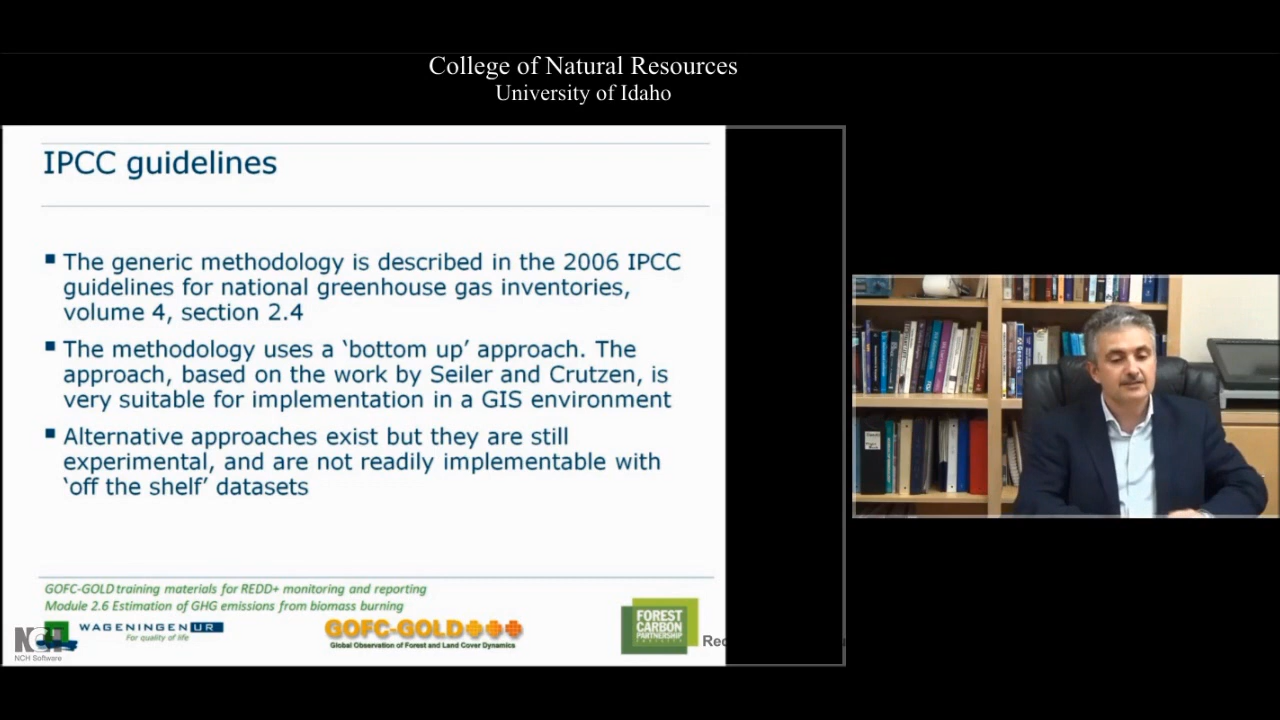 College of Natural Resources
University of Idaho
IPCC guidelines
The generic methodology is described in the 2006 IPCC
guidelines for national greenhouse gas inventories,
volume 4, section 2.4
The methodology uses a ‘bottom up’ approach. The
approach, based on the work by Seiler and Crutzen, is
very suitable for implementation in a GIS environment
Alternative approaches exist but they are still
experimental, and are not readily implementable with
‘off the shelf’ datasets
GOFC-GOLD training materials for REDD+ monitoring and reporting
Module 2.6 Estimation of GHG emissions from biomass burning
WAGENINGEN UR
For quality of life
GOFC-GOLD
Global Observation of Forest and Land Cover Dynamics
FOREST
CARBON
PARTNERSHIP
NCH
NCH Software